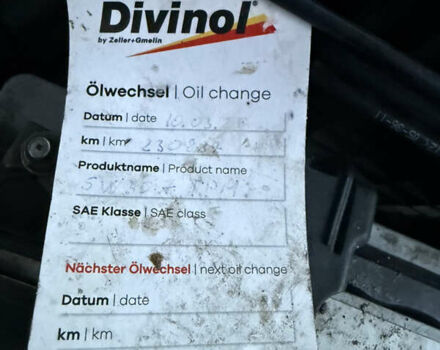 Divinol®
by Zeller+Gmelin
Ölwechsel | Oil change
Datum | date
km | km
Produktname | Product name
SAE Klasse | SAE class
Nächster Ölwechsel | next oil change
Datum | date
km | km